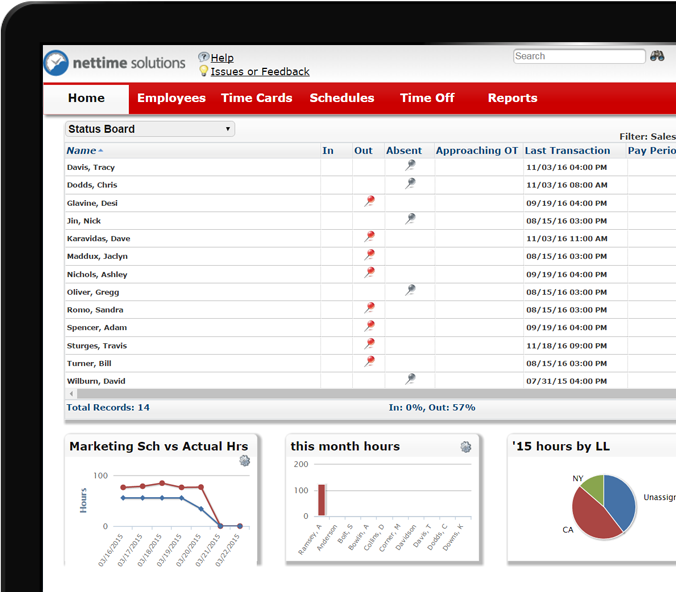 nettime solutions
Help
Issues or Feedback
Search
Home Employees Time Cards Schedules Time Off Reports
Status Board
Filter: Sales
Name In Out Absent Approaching OT Last Transaction Pay Perio
Davis, Tracy 11/03/16 04:00 PM
Dodds, Chris 11/03/16 08:00 AM
Glavine, Desi 09/19/16 04:00 PM
Jin, Nick 08/15/16 03:00 PM
Karavidas, Dave 11/03/16 11:00 AM
Maddux, Jaclyn 08/15/16 03:00 PM
Nichols, Ashley 09/19/16 04:00 PM
Oliver, Gregg 08/15/16 03:00 PM
Romo, Sandra 08/15/16 03:00 PM
Spencer, Adam 09/19/16 04:00 PM
Sturges, Travis 11/18/16 09:00 PM
Turner, Bill 08/15/16 03:00 PM
Wilburn, David 07/31/15 04:00 PM
Total Records: 14 In: 0%, Out: 57%
Marketing Sch vs Actual Hrs
Hours
100
0
03/16/2015 03/17/2015 03/18/2015 03/19/2015 03/20/2015 03/21/2015 03/22/2015
this month hours
200
100
0
Ramsey, A Anderson Bolt, S Bowlin, A Collins, D Corner, M Davidson Davis, T Dodds, C Downs, K
'15 hours by LL
NY
Unassign
CA